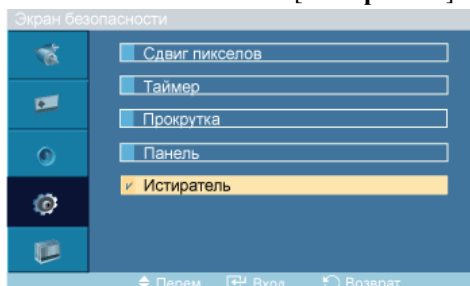 [
]
Экран безопасности
Сдвиг пикселов
Таймер
Прокрутка
Панель
Истиратель
Перем. Вход Возврат